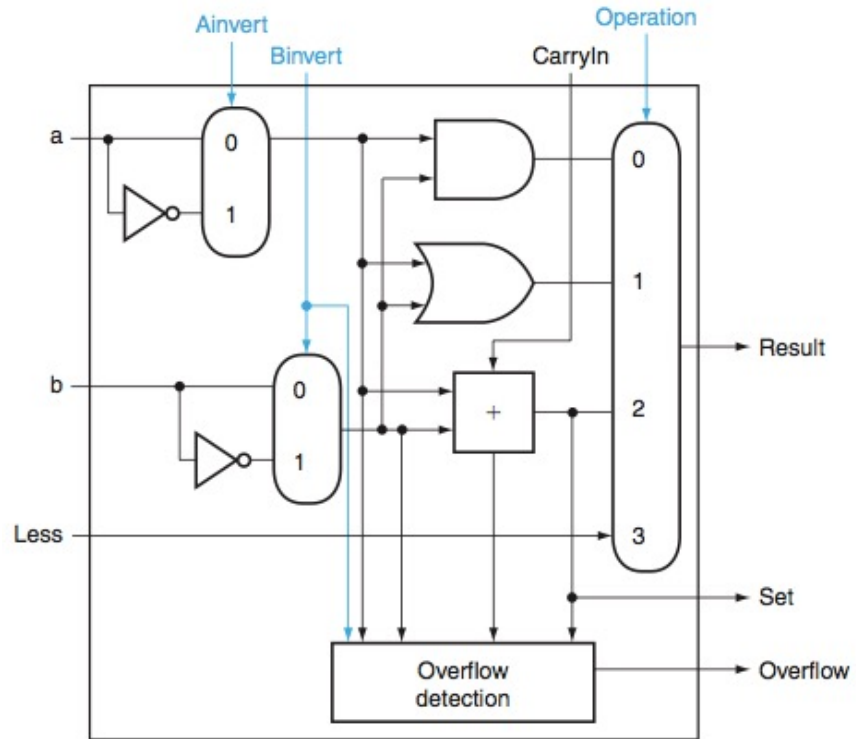 Ainvert
Operation
Binvert
CarryIn
a
0
0
1
1
b
0
+
2
1
Result
Less
3
Set
Overflow
detection
Overflow